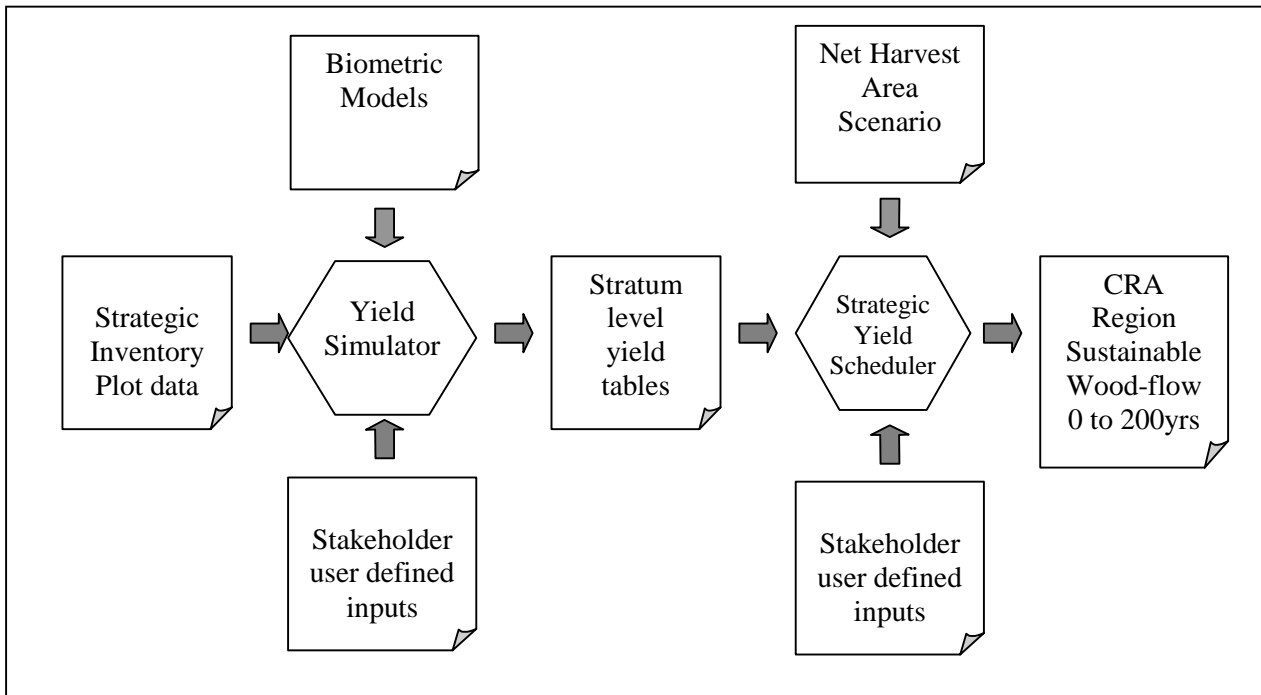 Biometric
Models
Net Harvest
Area
Scenario
Strategic
Inventory
Plot data
Yield
Simulator
Stratum
level
yield
tables
Strategic
Yield
Scheduler
CRA
Region
Sustainable
Wood-flow
0 to 200yrs
Stakeholder
user defined
inputs
Stakeholder
user defined
inputs